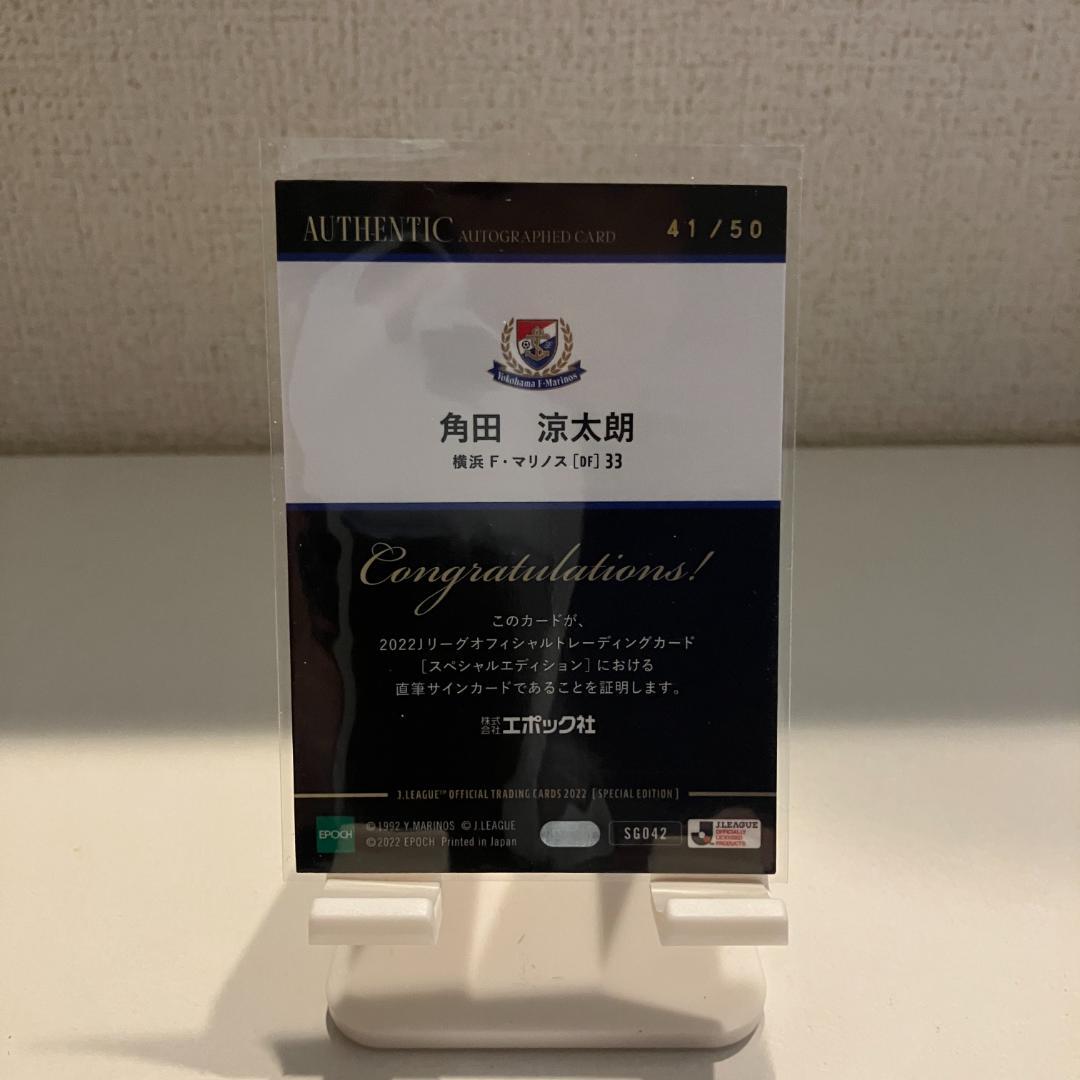 AUTHENTIC AUTOGRAPHED CARD 41/50
Yokohama F·Marinos
角田 涼太朗
横浜 F・マリノス [DF] 33
Congratulations!
このカードが、
2022Jリーグオフィシャルトレーディングカード
[スペシャルエディション] における
直筆サインカードであることを証明します。
株式会社 エポック社
J.LEAGUE™ OFFICIAL TRADING CARDS 2022 [SPECIAL EDITION]
EPOCH
©1992 Y.MARINOS ©J.LEAGUE
©2022 EPOCH Printed in Japan
SG042
J.LEAGUE
OFFICIALLY
LICENSED
PRODUCTS